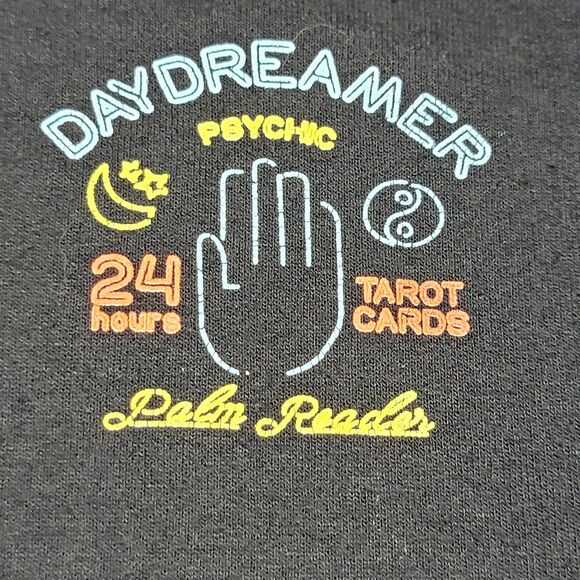 DAYDREAMER
PSYCHIC
24
hours
TAROT
CARDS
Palm Reader